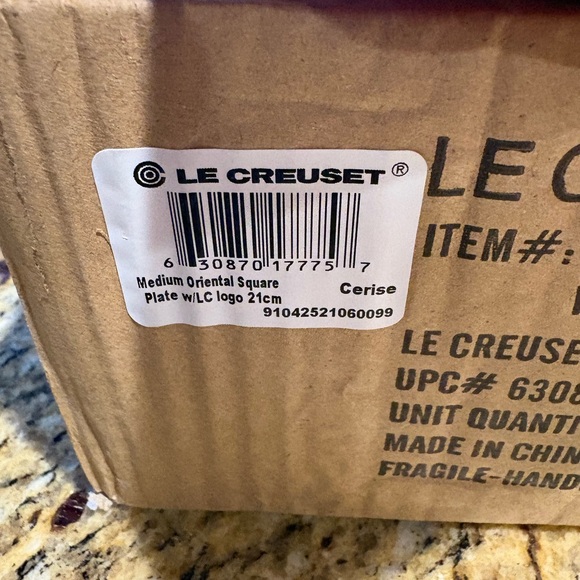 LE CREUSET®
6 30870 17775 7
Medium Oriental Square
Plate w/LC logo 21cm
Cerise
91042521060099
LE C
ITEM#:
LE CREUSE
UPC# 6308
UNIT QUANTI
MADE IN CHIN
FRAGILE-HAND